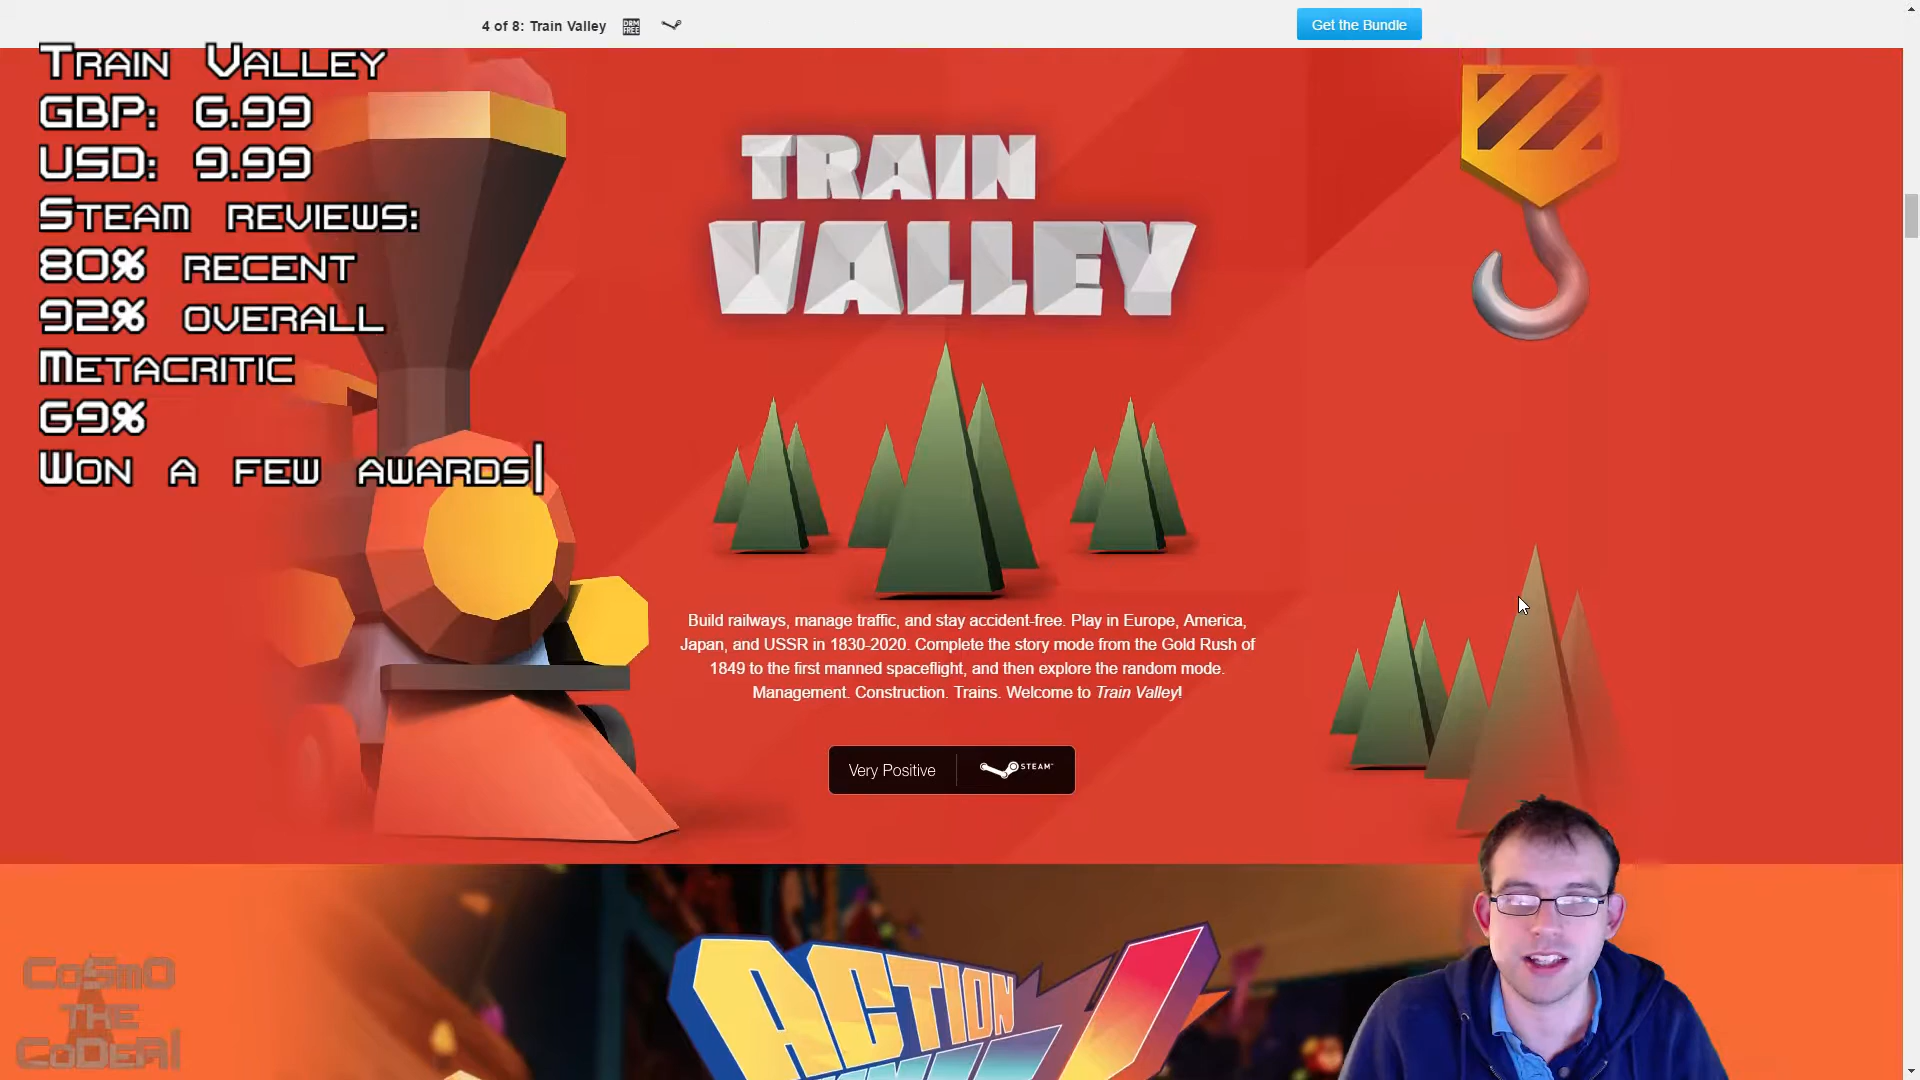 4 of 8: Train Valley
DRM FREE
Get the Bundle
Train Valley
GBP: 6.99
USD: 9.99
Steam reviews:
80% recent
92% overall
Metacritic
69%
Won a few awards
TRAIN
VALLEY
Build railways, manage traffic, and stay accident-free. Play in Europe, America,
Japan, and USSR in 1830-2020. Complete the story mode from the Gold Rush of
1849 to the first manned spaceflight, and then explore the random mode.
Management. Construction. Trains. Welcome to Train Valley!
Very Positive
STEAM
ACTION
CoSmO
THE
CoDeR!